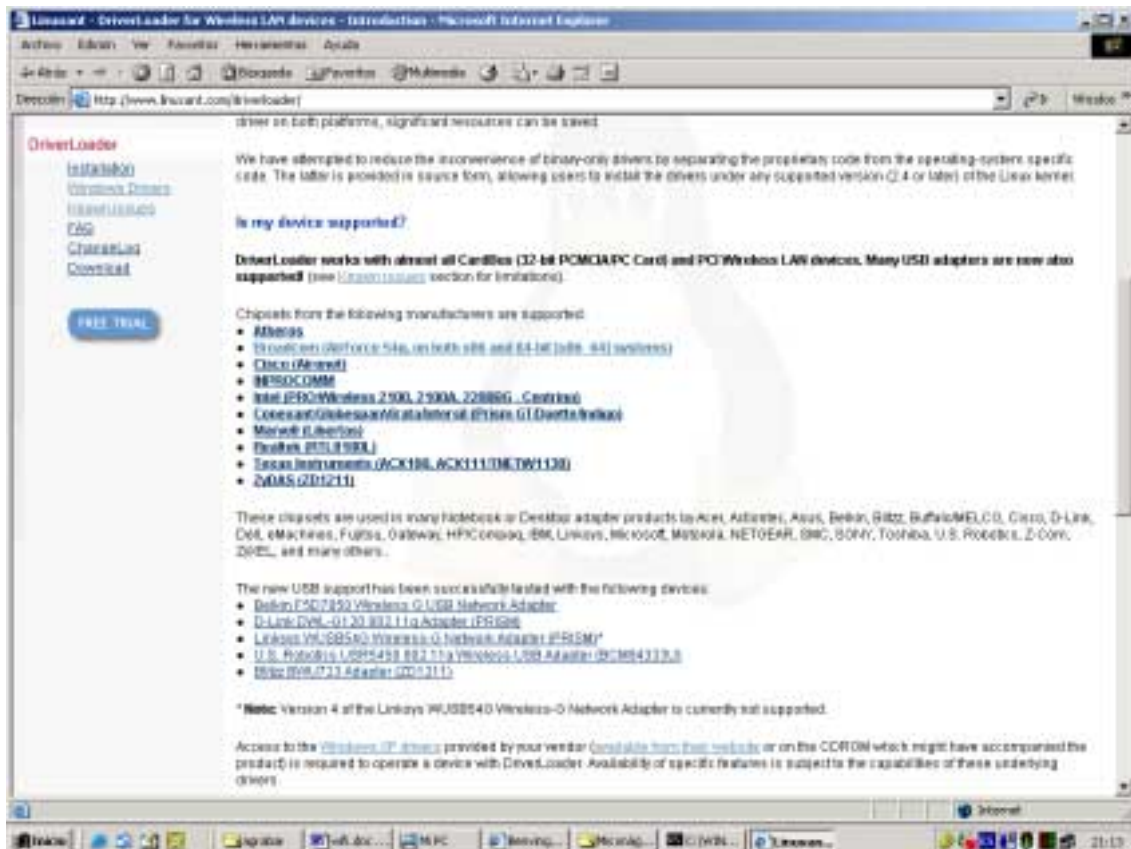 Linuxant - DriverLoader for Wireless LAN devices - Introduction - Microsoft Internet Explorer
Archivo Edición Ver Favoritos Herramientas Ayuda
Atrás Búsqueda Favoritos Multimedia
Dirección http://www.linuxant.com/driverloader/ Ir Vínculos
driver on both platforms, significant resources can be saved.
DriverLoader
Installation
Windows Drivers
Known Issues
FAQ
ChangeLog
Download
FREE TRIAL
We have attempted to reduce the inconvenience of binary-only drivers by separating the proprietary code from the operating-system specific
code. The latter is provided in source form, allowing users to install the drivers under any supported version (2.4 or later) of the Linux kernel.
Is my device supported?
DriverLoader works with almost all CardBus (32-bit PCMCIA/PC Card) and PCI Wireless LAN devices. Many USB adapters are now also
supported! (see Known Issues section for limitations).
Chipsets from the following manufacturers are supported:
• Atheros
• Broadcom (AirForce 54g, on both x86 and 64-bit [x86_64] systems)
• Cisco (Aironet)
• INPROCOMM
• Intel (PRO/Wireless 2100, 2100A, 2200BG - Centrino)
• Conexant/GlobespanVirata/Intersil (Prism GT/Duette/Indigo)
• Marvell (Libertas)
• Realtek (RTL8180L)
• Texas Instruments (ACX100, ACX111/TNETW1130)
• ZyDAS (ZD1211)
These chipsets are used in many Notebook or Desktop adapter products by Acer, Actiontec, Asus, Belkin, Blitzz, Buffalo/MELCO, Cisco, D-Link,
Dell, eMachines, Fujitsu, Gateway, HP/Compaq, IBM, Linksys, Microsoft, Motorola, NETGEAR, SMC, SONY, Toshiba, U.S. Robotics, Z-Com,
ZyXEL, and many others...
The new USB support has been successfully tested with the following devices:
• Belkin F5D7050 Wireless G USB Network Adapter
• D-Link DWL-G120 802.11g Adapter (PRISM)
• Linksys WUSB54G Wireless-G Network Adapter (PRISM)*
• U.S. Robotics USR5450 802.11g Wireless USB Adapter
• Blitzz BWU723 Adapter (ZD1211)
*Note: Version 4 of the Linksys WUSB54G Wireless-G Network Adapter is currently not supported.
Access to the Windows XP drivers provided by your vendor (available from their website or on the CDROM which might have accompanied the
product) is required to operate a device with DriverLoader. Availability of specific features is subject to the capabilities of these underlying
drivers.
Internet
Inicio wifi.doc ... Mi PC Linuxan... 21:13